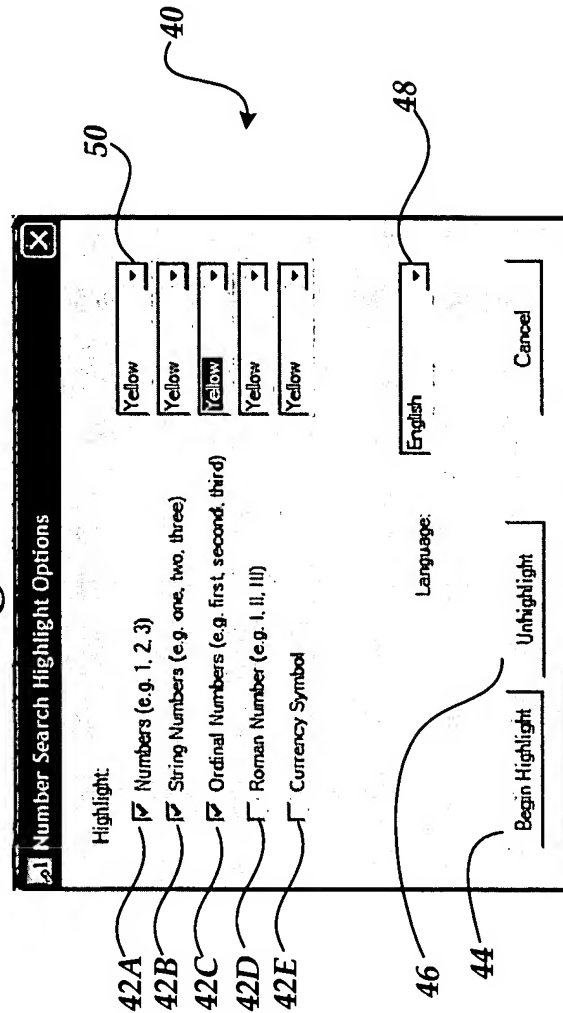 Number Search Highlight Options
Highlight:
42A Numbers (e.g. 1, 2, 3) Yellow 50
42B String Numbers (e.g. one, two, three) Yellow
42C Ordinal Numbers (e.g. first, second, third) Yellow
42D Roman Number (e.g. I, II, III) Yellow
42E Currency Symbol Yellow
40
Language: English 48
46
44 Begin Highlight Unhighlight Cancel